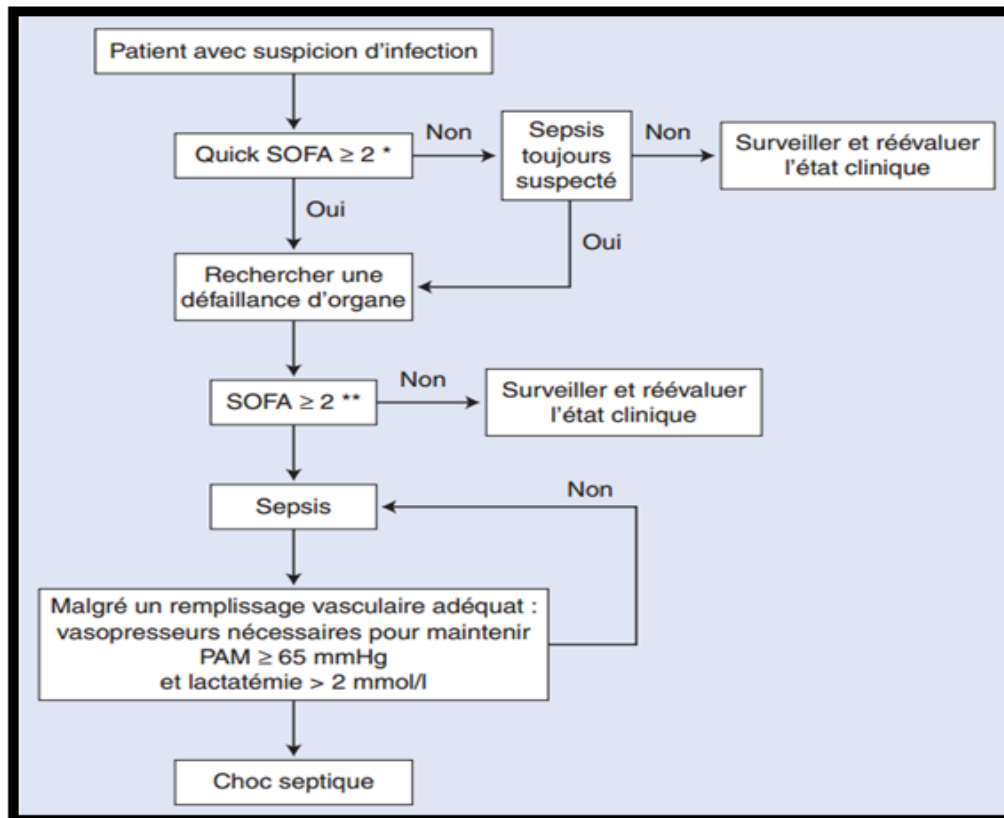 Patient avec suspicion d'infection
Quick SOFA ≥ 2 *
Non
Sepsis
toujours
suspecté
Non
Surveiller et réévaluer
l'état clinique
Oui
Oui
Rechercher une
défaillance d'organe
SOFA ≥ 2 **
Non
Surveiller et réévaluer
l'état clinique
Sepsis
Non
Malgré un remplissage vasculaire adéquat :
vasopresseurs nécessaires pour maintenir
PAM ≥ 65 mmHg
et lactatémie > 2 mmol/l
Choc septique